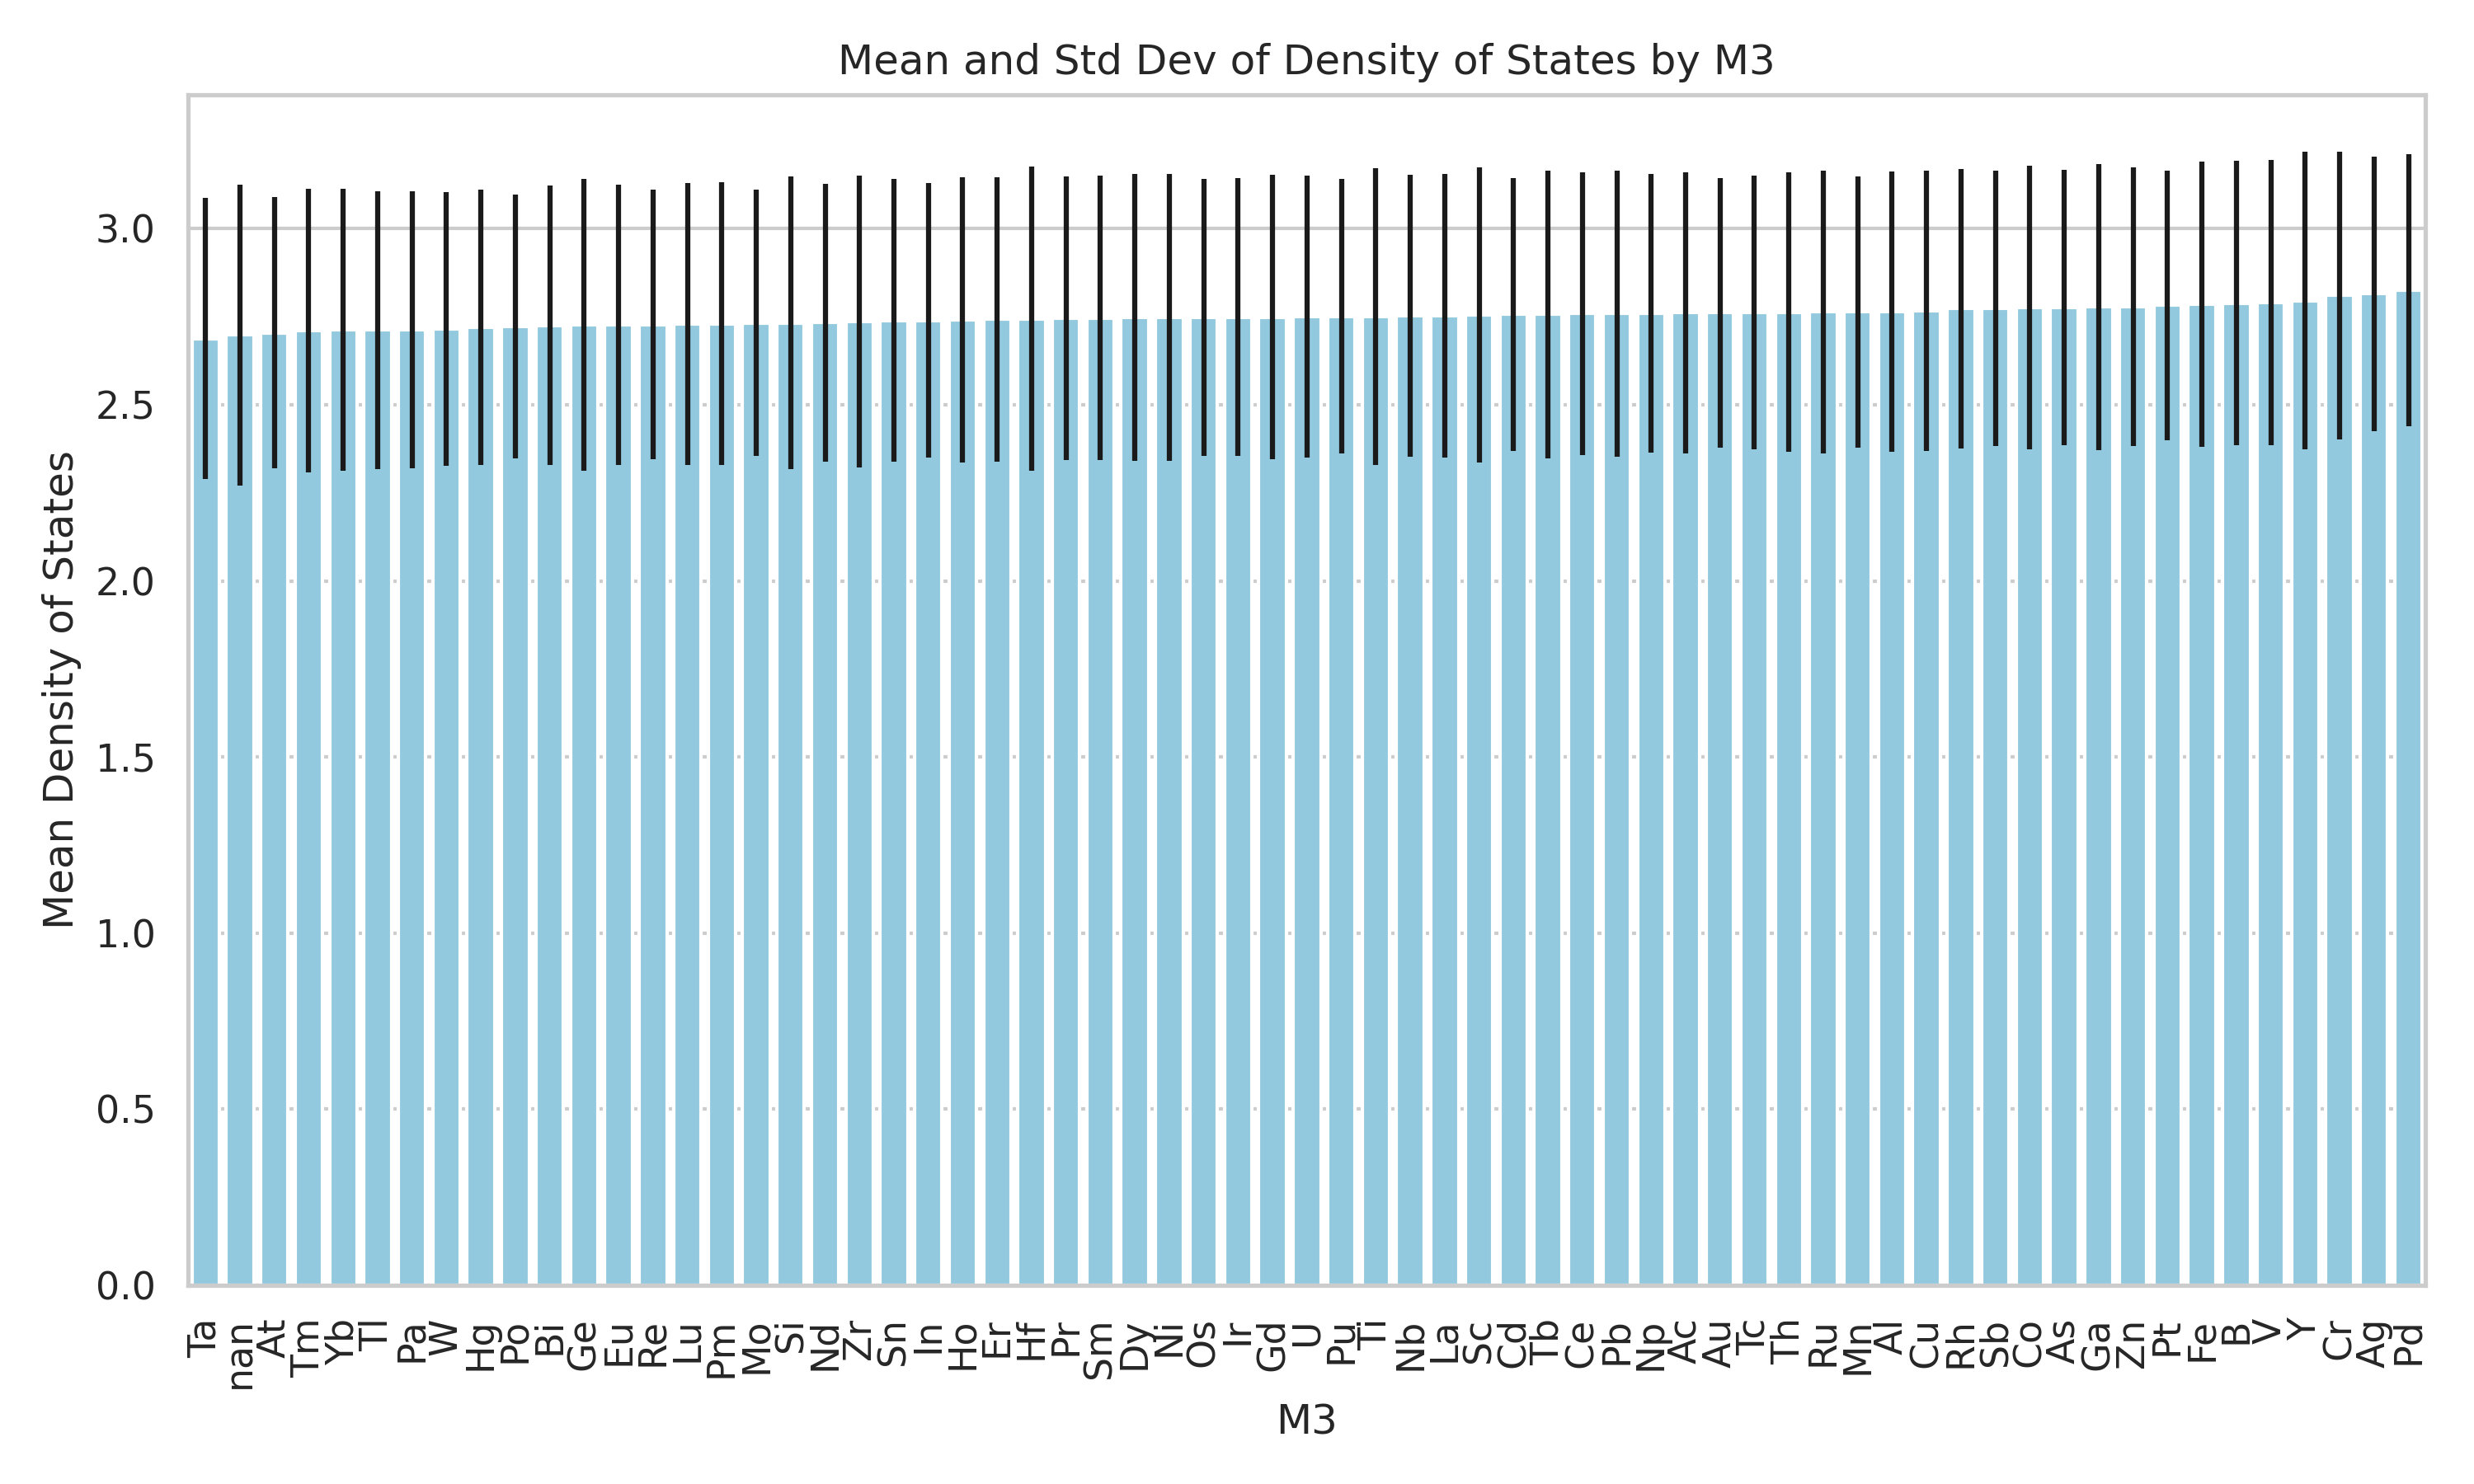 Mean and Std Dev of Density of States by M3
Mean Density of States
3.0
2.5
2.0
1.5
1.0
0.5
0.0
Ta nan At Tm Yb Tl Pa W Hg Po Bi Ge Eu Re Lu Pm Mo Si Nd Zr Sn In Ho Er Hf Pr Sm Dy Ni Os Ir Gd U Pu Ti Nb La Sc Cd Tb Ce Pb Np Ac Au Tc Th Ru Mn Al Cu Rh Sb Co As Ga Zn Pt Fe B V Y Cr Ag Pd
M3